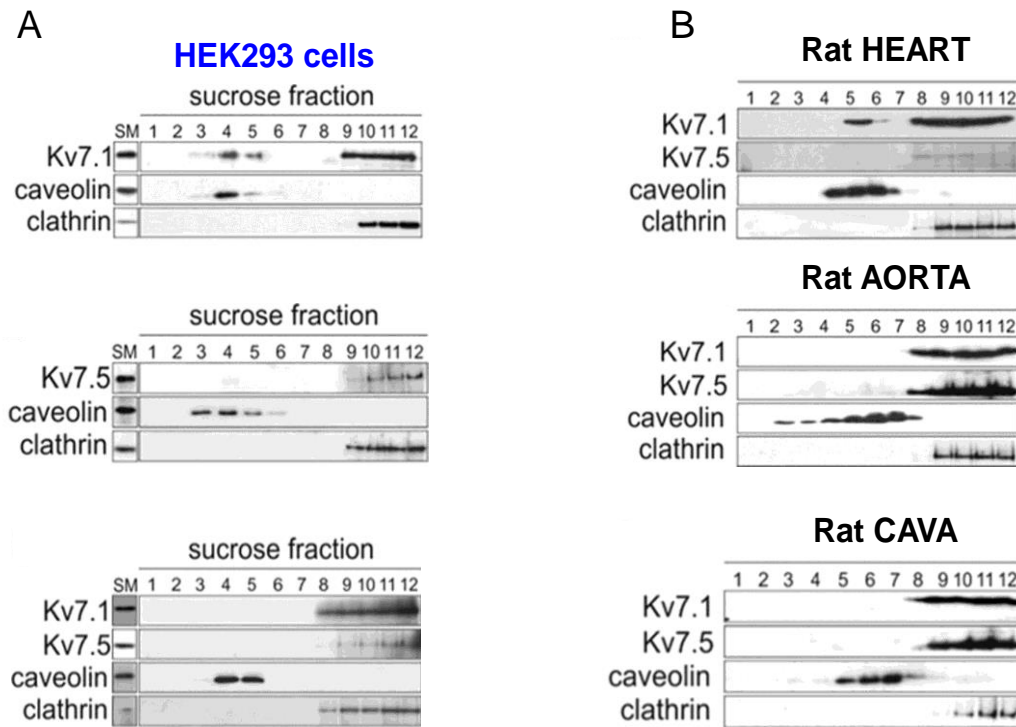 A
HEK293 cells
sucrose fraction
SM 1 2 3 4 5 6 7 8 9 10 11 12
Kv7.1
caveolin
clathrin
sucrose fraction
SM 1 2 3 4 5 6 7 8 9 10 11 12
Kv7.5
caveolin
clathrin
sucrose fraction
SM 1 2 3 4 5 6 7 8 9 10 11 12
Kv7.1
Kv7.5
caveolin
clathrin
B
Rat HEART
1 2 3 4 5 6 7 8 9 10 11 12
Kv7.1
Kv7.5
caveolin
clathrin
Rat AORTA
1 2 3 4 5 6 7 8 9 10 11 12
Kv7.1
Kv7.5
caveolin
clathrin
Rat CAVA
1 2 3 4 5 6 7 8 9 10 11 12
Kv7.1
Kv7.5
caveolin
clathrin